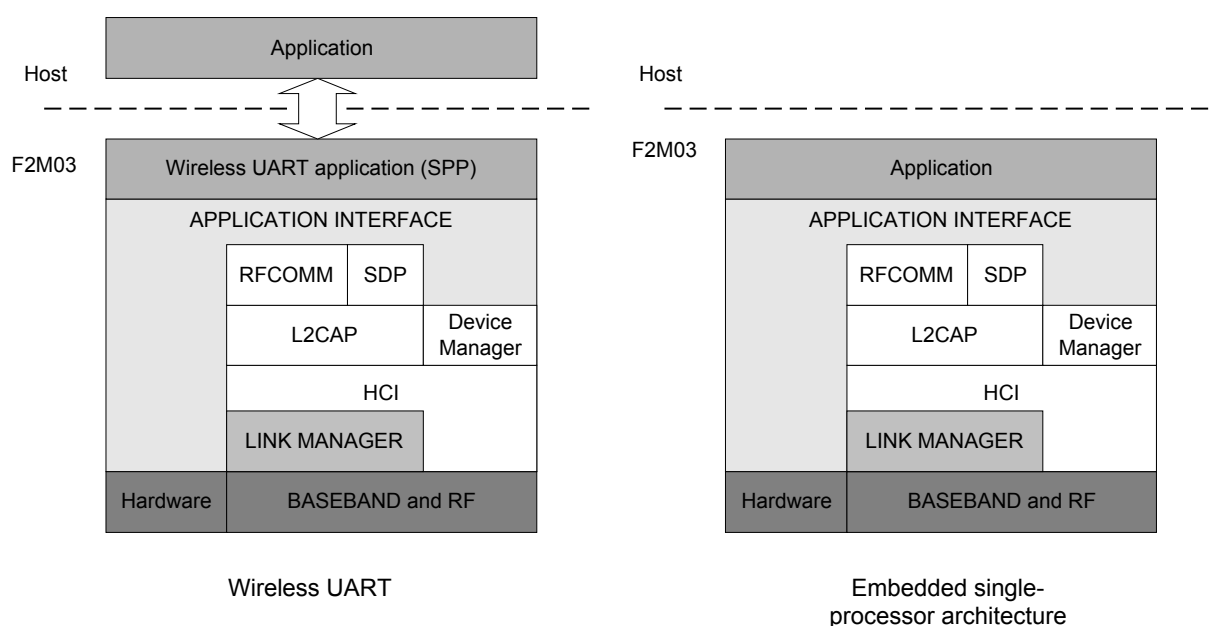 Application
Host
F2M03
Wireless UART application (SPP)
APPLICATION INTERFACE
RFCOMM
SDP
L2CAP
Device
Manager
HCI
LINK MANAGER
Hardware
BASEBAND and RF
Wireless UART
Host
F2M03
Application
APPLICATION INTERFACE
RFCOMM
SDP
L2CAP
Device
Manager
HCI
LINK MANAGER
Hardware
BASEBAND and RF
Embedded single-
processor architecture